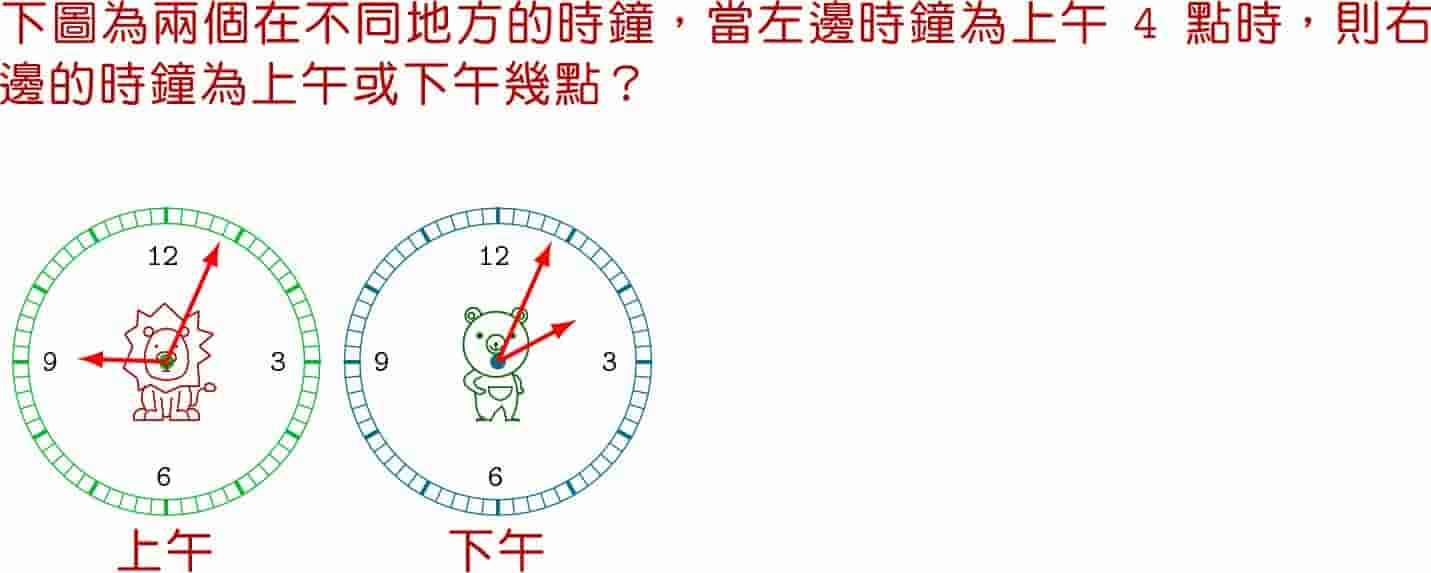 下圖為兩個在不同地方的時鐘，當左邊時鐘為上午 4 點時，則右
邊的時鐘為上午或下午幾點？
12 12
9 3 9 3
6 6
上午 下午